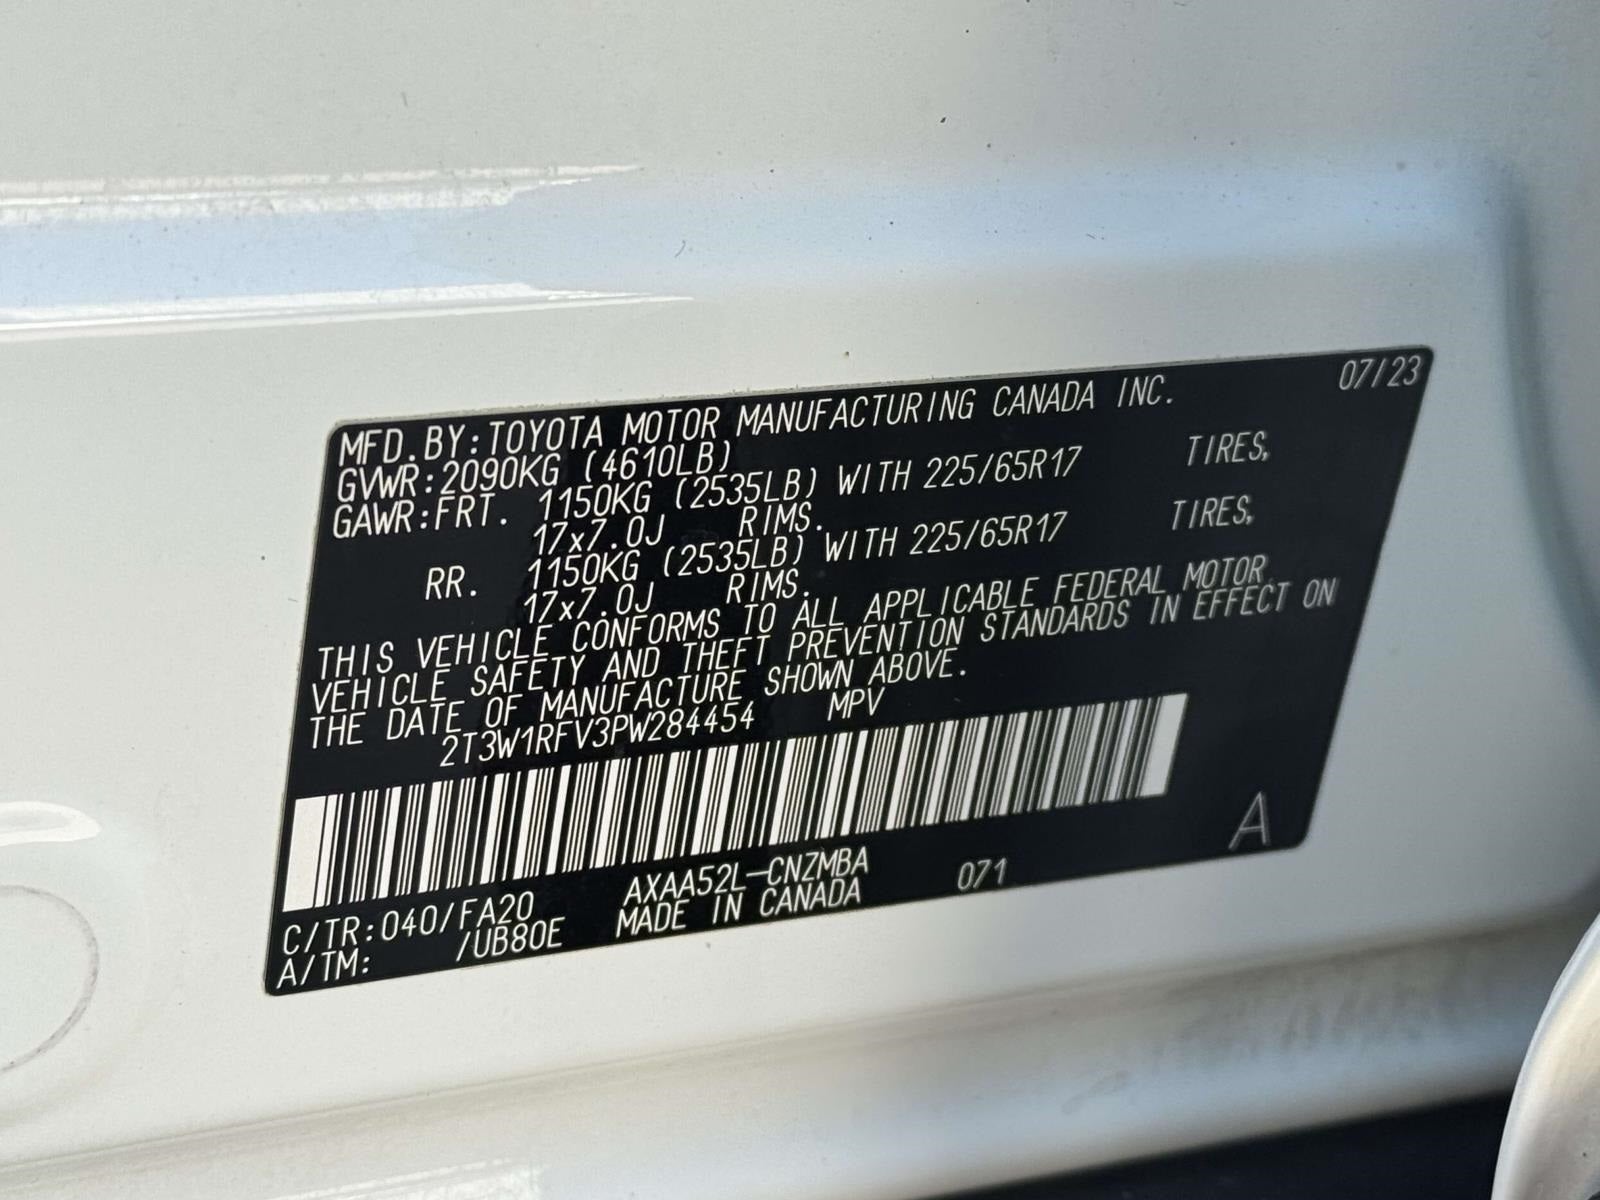 07/23
MFD.BY:TOYOTA MOTOR MANUFACTURING CANADA INC.
GVWR:2090KG (4610LB)
GAWR:FRT. 1150KG (2535LB) WITH 225/65R17 TIRES,
17x7.0J RIMS.
RR. 1150KG (2535LB) WITH 225/65R17 TIRES,
17x7.0J RIMS.
THIS VEHICLE CONFORMS TO ALL APPLICABLE FEDERAL MOTOR
VEHICLE SAFETY AND THEFT PREVENTION STANDARDS IN EFFECT ON
THE DATE OF MANUFACTURE SHOWN ABOVE.
2T3W1RFV3PW284454 MPV
C/TR:040/FA20 AXAA52L-CNZMBA 071 A
A/TM: /UB80E MADE IN CANADA